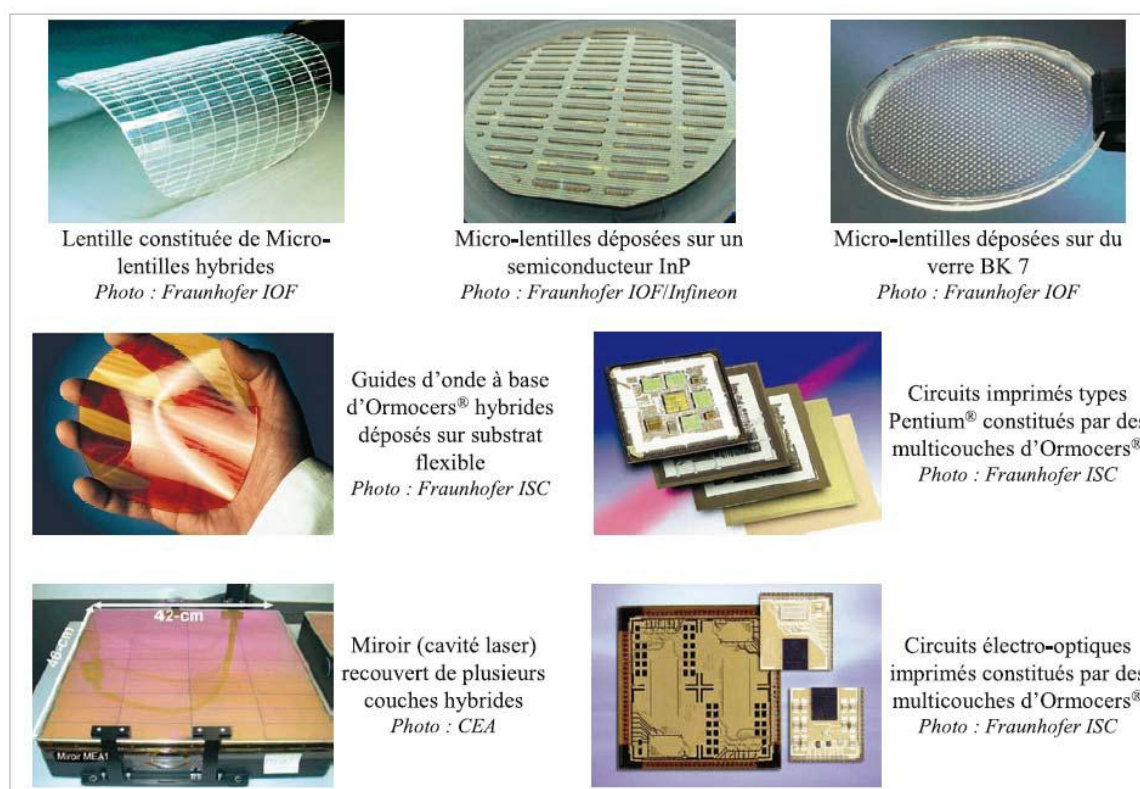 Lentille constituée de Micro-
lentilles hybrides
Photo : Fraunhofer IOF
Micro-lentilles déposées sur un
semiconducteur InP
Photo : Fraunhofer IOF/Infineon
Micro-lentilles déposées sur du
verre BK 7
Photo : Fraunhofer IOF
Guides d'onde à base
d'Ormocers® hybrides
déposés sur substrat
flexible
Photo : Fraunhofer ISC
Circuits imprimés types
Pentium® constitués par des
multicouches d'Ormocers®
Photo : Fraunhofer ISC
42-cm
46-cm
Miroir MEA1
Miroir (cavité laser)
recouvert de plusieurs
couches hybrides
Photo : CEA
Circuits électro-optiques
imprimés constitués par des
multicouches d'Ormocers®
Photo : Fraunhofer ISC